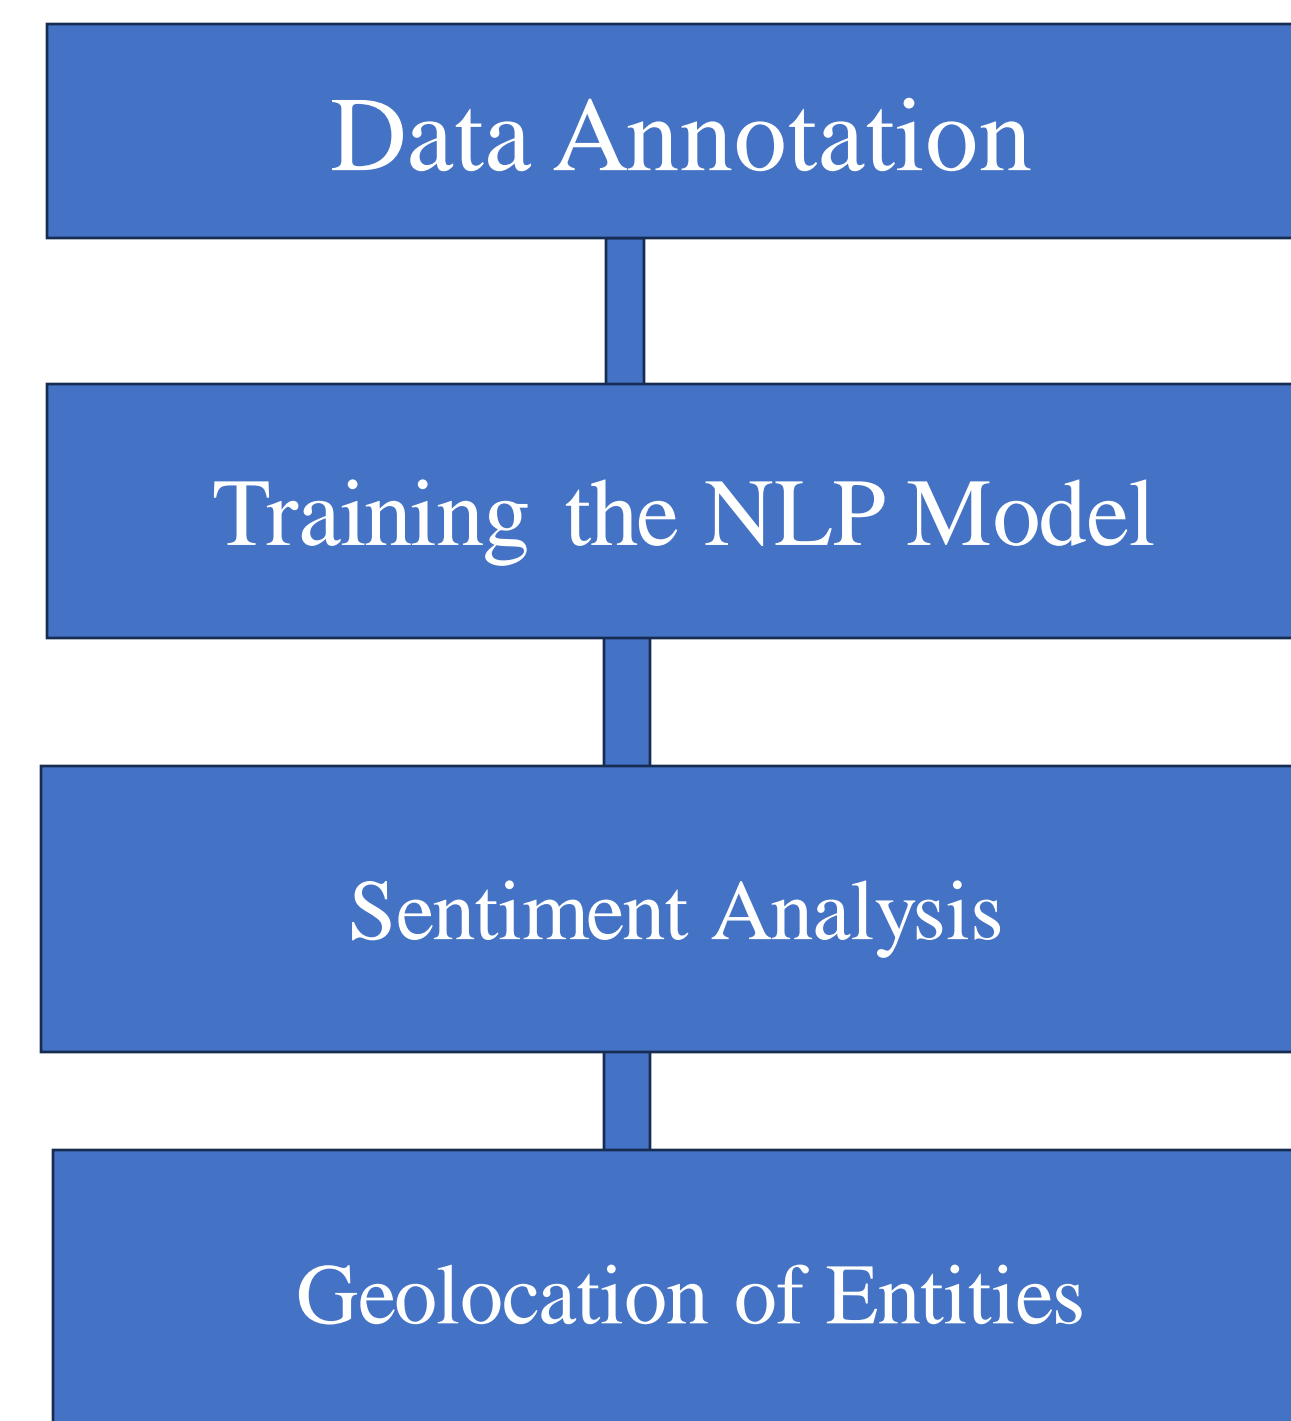 Data Annotation
Training the NLP Model
Sentiment Analysis
Geolocation of Entities